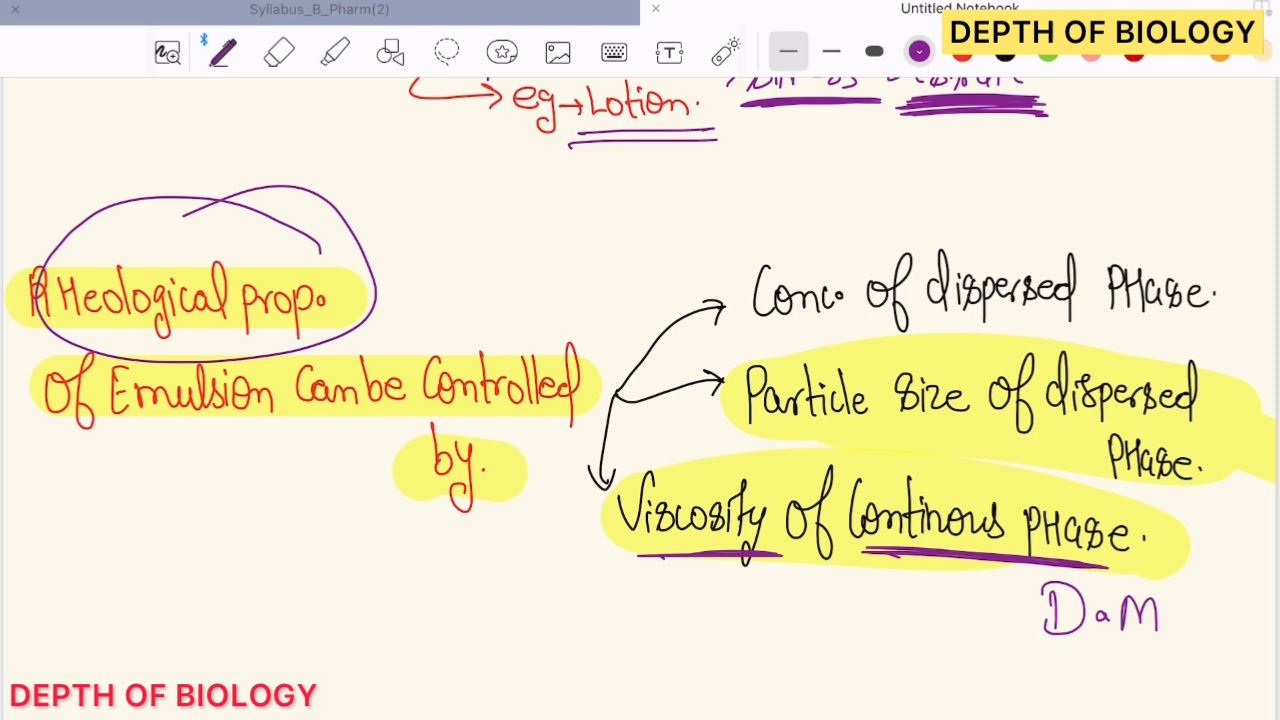 Syllabus_B_Pharm(2)
Untitled Notebook
DEPTH OF BIOLOGY
eg→Lotion.
RHeological prop.
Of Emulsion Can be Controlled
by.
Conc. of dispersed PHase.
Particle size of dispersed
PHase.
Viscosity of Continous PHase.
D a M
DEPTH OF BIOLOGY